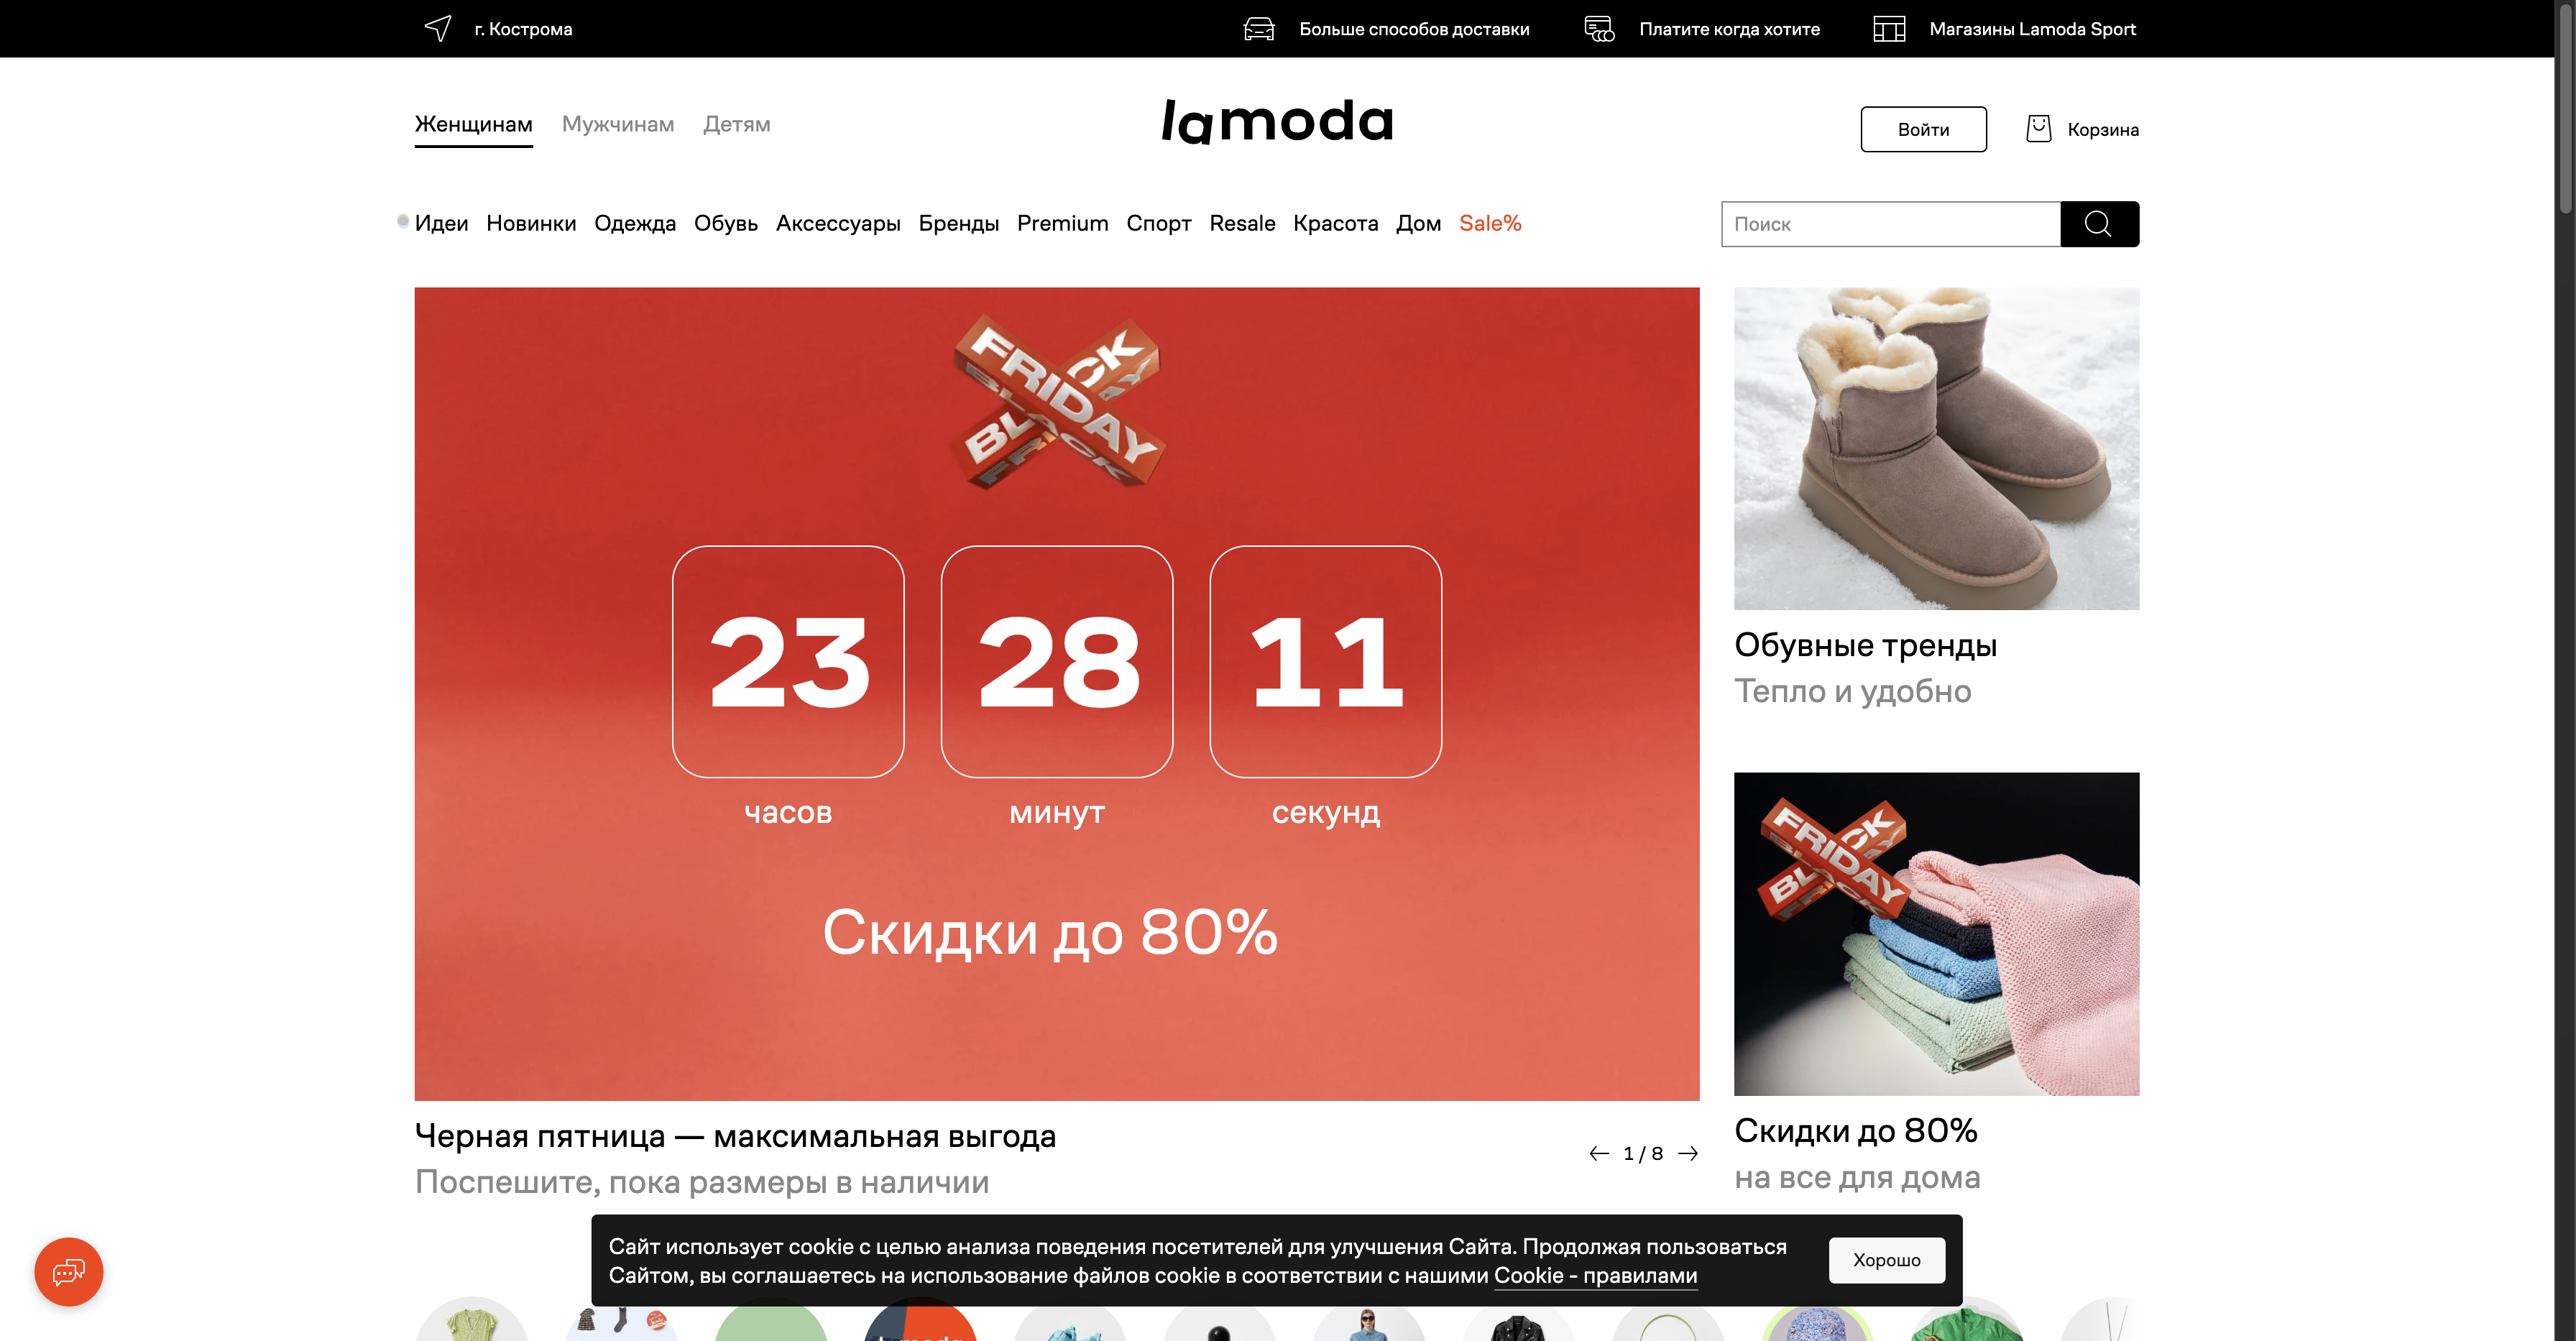 г. Кострома
Больше способов доставки
Платите когда хотите
Магазины Lamoda Sport
Женщинам
Мужчинам
Детям
lamoda
Войти
Корзина
Идеи
Новинки
Одежда
Обувь
Аксессуары
Бренды
Premium
Спорт
Resale
Красота
Дом
Sale%
Поиск
FRIDAY
BLACK
23
28
11
часов
минут
секунд
Скидки до 80%
Обувные тренды
Тепло и удобно
FRIDAY
BLACK
Черная пятница — максимальная выгода
Поспешите, пока размеры в наличии
1 / 8
Скидки до 80%
на все для дома
Сайт использует cookie с целью анализа поведения посетителей для улучшения Сайта. Продолжая пользоваться
Сайтом, вы соглашаетесь на использование файлов cookie в соответствии с нашими Cookie - правилами
Хорошо